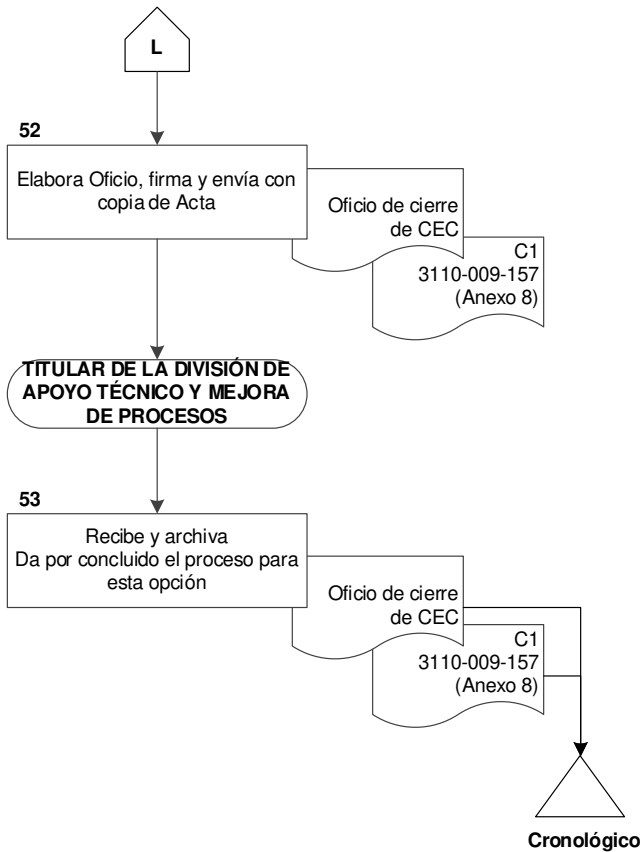 L
52
Elabora Oficio, firma y envía con
copia de Acta
Oficio de cierre
de CEC
C1
3110-009-157
(Anexo 8)
TITULAR DE LA DIVISIÓN DE
APOYO TÉCNICO Y MEJORA
DE PROCESOS
53
Recibe y archiva
Da por concluido el proceso para
esta opción
Oficio de cierre
de CEC
C1
3110-009-157
(Anexo 8)
Cronológico